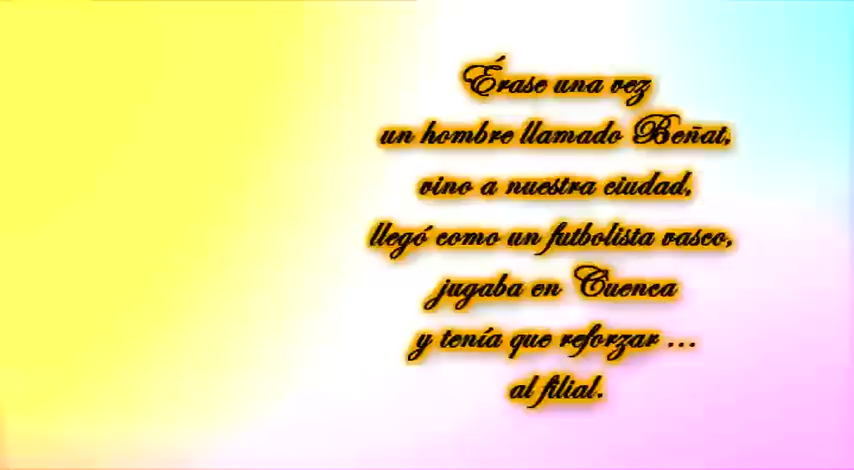 Érase una vez
un hombre llamado Beñat,
vino a nuestra ciudad,
llegó como un futbolista vasco,
jugaba en Cuenca
y tenía que reforzar ...
al filial.